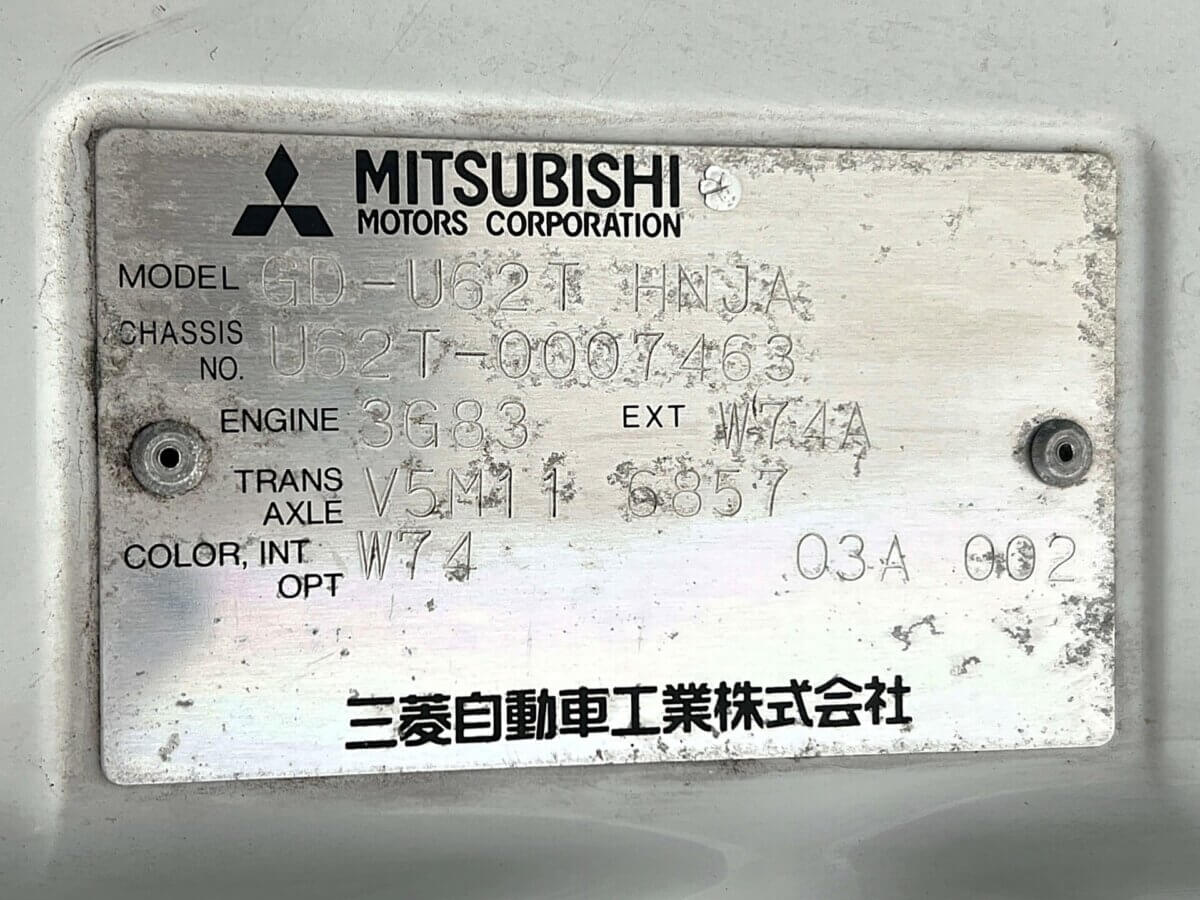 MITSUBISHI
MOTORS CORPORATION
MODEL GD-U62T HNJA
CHASSIS NO. U62T-0007463
ENGINE 3G83 EXT W74A
TRANS AXLE V5M11 6857
COLOR, INT OPT W74 03A 002
三菱自動車工業株式会社